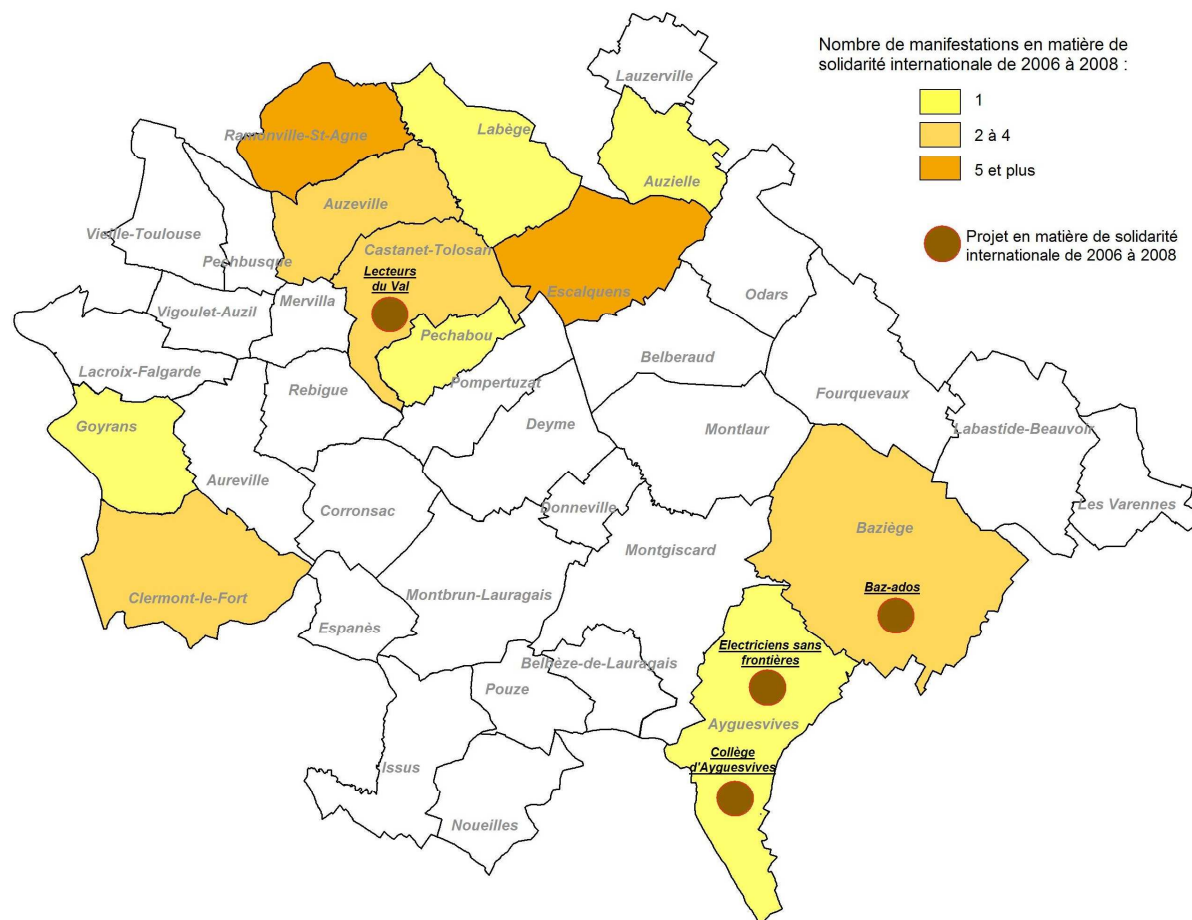 Nombre de manifestations en matière de
solidarité internationale de 2006 à 2008 :
1
2 à 4
5 et plus
Projet en matière de solidarité
internationale de 2006 à 2008
Lauzerville
Ramonville-St-Agne
Labège
Auzielle
Auzeville
Vieille-Toulouse
Castanet-Tolosan
Pechbusque
Lecteurs
du Val
Escalquens
Odars
Mervilla
Vigoulet-Auzil
Pechabou
Belberaud
Lacroix-Falgarde
Rebigue
Pompertuzat
Fourquevaux
Goyrans
Deyme
Montlaur
Labastide-Beauvoir
Aureville
Corronsac
Donneville
Les Varennes
Baziège
Montgiscard
Clermont-le-Fort
Montbrun-Lauragais
Baz-ados
Espanès
Electriciens sans
frontières
Belbèze-de-Lauragais
Pouze
Ayguesvives
Collège
d'Ayguesvives
Issus
Noueilles